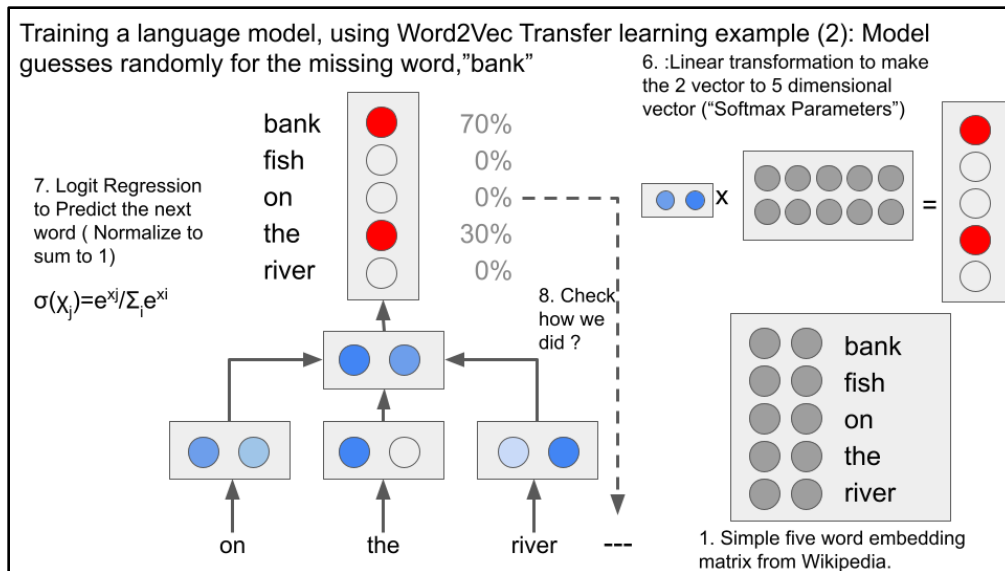 Training a language model, using Word2Vec Transfer learning example (2): Model
guesses randomly for the missing word,”bank”
6. :Linear transformation to make
the 2 vector to 5 dimensional
vector (“Softmax Parameters”)
bank 70%
fish 0%
on 0%
the 30%
river 0%
7. Logit Regression
to Predict the next
word ( Normalize to
sum to 1)
σ(χj)=e^xj/Σi e^xi
x
=
8. Check
how we
did ?
bank
fish
on
the
river
on the river ---
1. Simple five word embedding
matrix from Wikipedia.